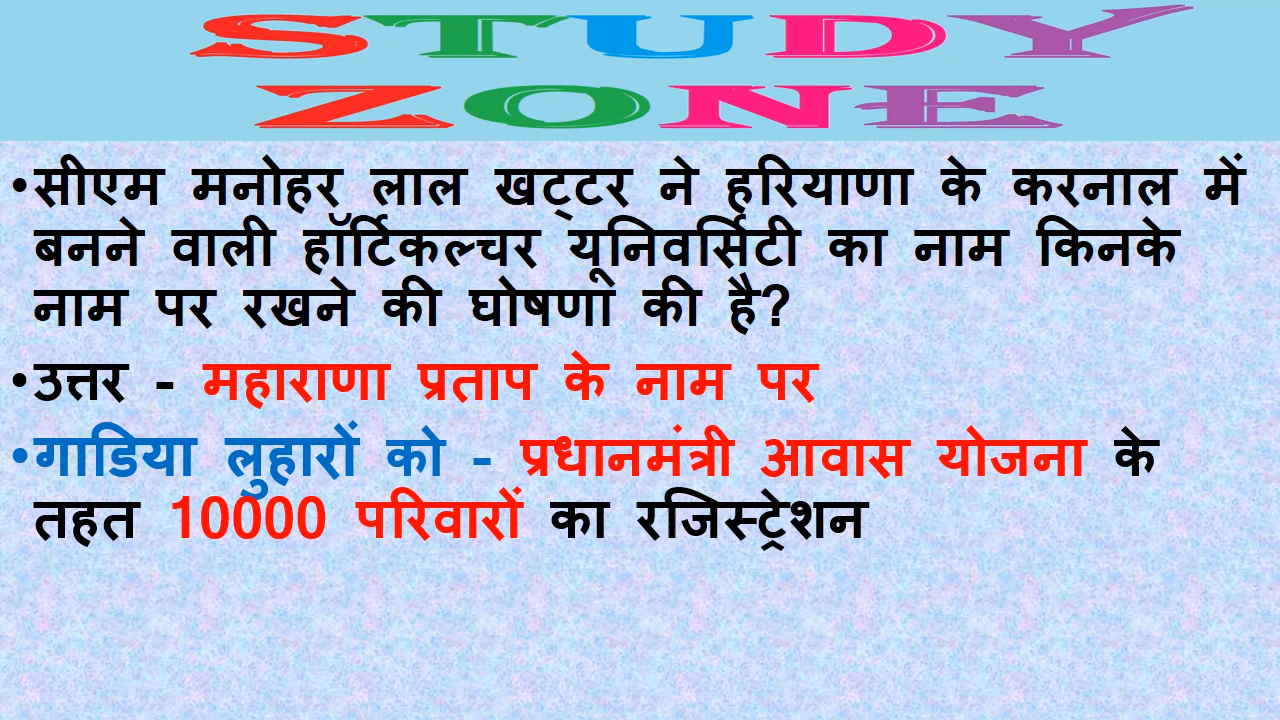 STUDY
ZONE
•सीएम मनोहर लाल खट्टर ने हरियाणा के करनाल में
बनने वाली हॉर्टिकल्चर यूनिवर्सिटी का नाम किनके
नाम पर रखने की घोषणा की है?
•उत्तर - महाराणा प्रताप के नाम पर
•गाडिया लुहारों को - प्रधानमंत्री आवास योजना के
तहत 10000 परिवारों का रजिस्ट्रेशन